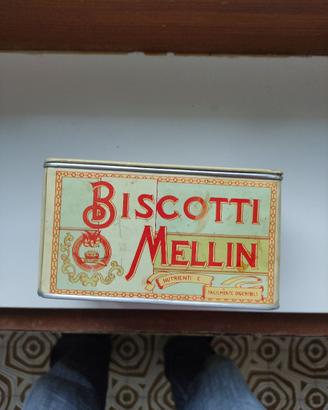 BISCOTTI
MELLIN
NUTRIENTI E
FACILMENTE DIGERIBILI